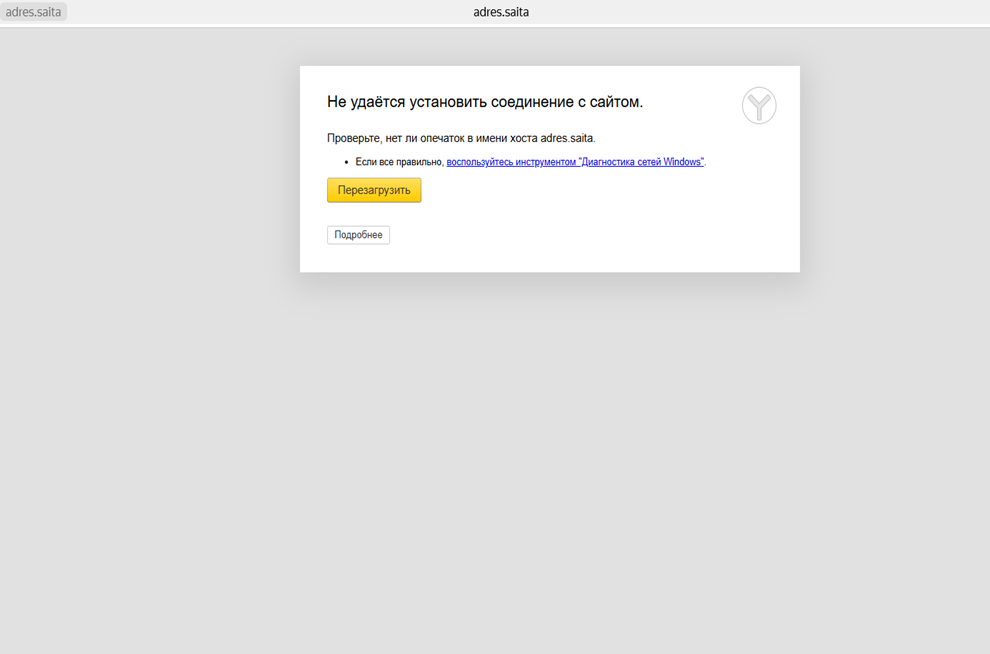 adres.saita adres.saita
Не удаётся установить соединение с сайтом.
Проверьте, нет ли опечаток в имени хоста adres.saita.
• Если все правильно, воспользуйтесь инструментом "Диагностика сетей Windows".
Перезагрузить
Подробнее